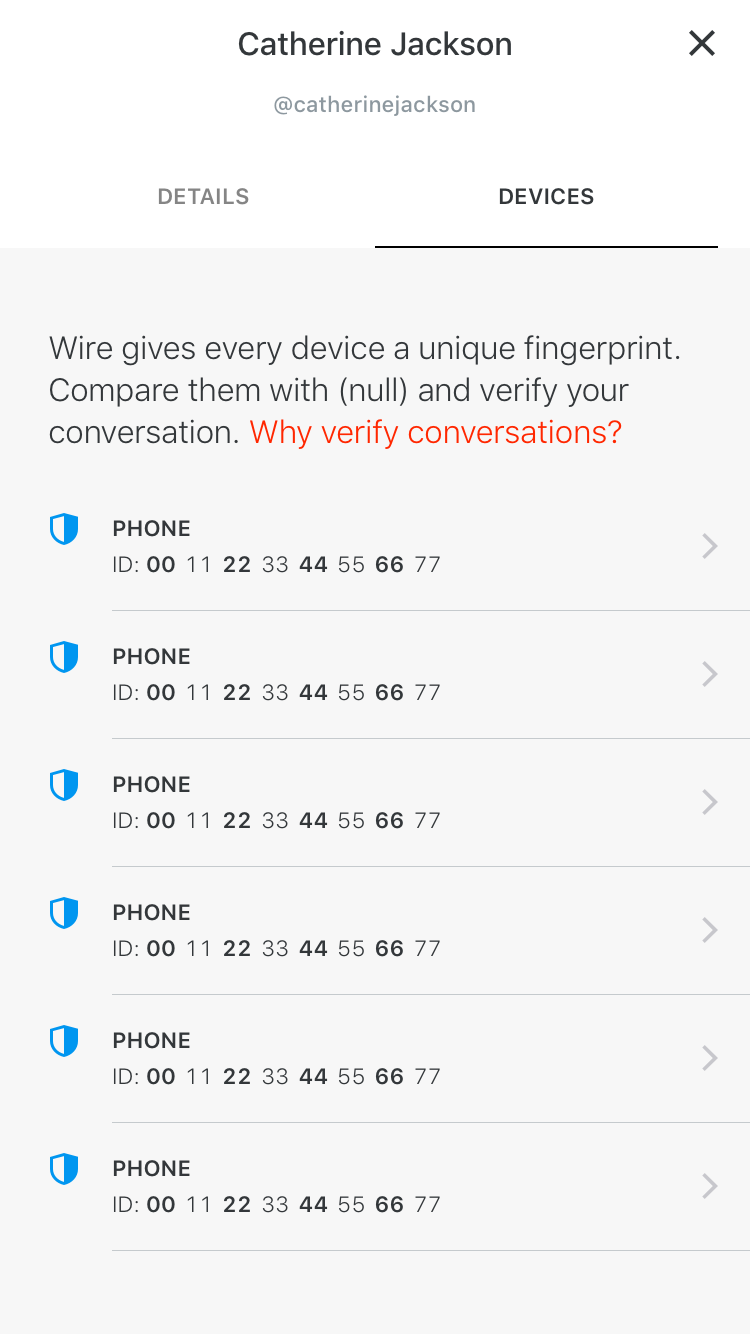 Catherine Jackson
@catherinejackson
DETAILS DEVICES
Wire gives every device a unique fingerprint.
Compare them with (null) and verify your
conversation. Why verify conversations?
PHONE
ID: 00 11 22 33 44 55 66 77
PHONE
ID: 00 11 22 33 44 55 66 77
PHONE
ID: 00 11 22 33 44 55 66 77
PHONE
ID: 00 11 22 33 44 55 66 77
PHONE
ID: 00 11 22 33 44 55 66 77
PHONE
ID: 00 11 22 33 44 55 66 77